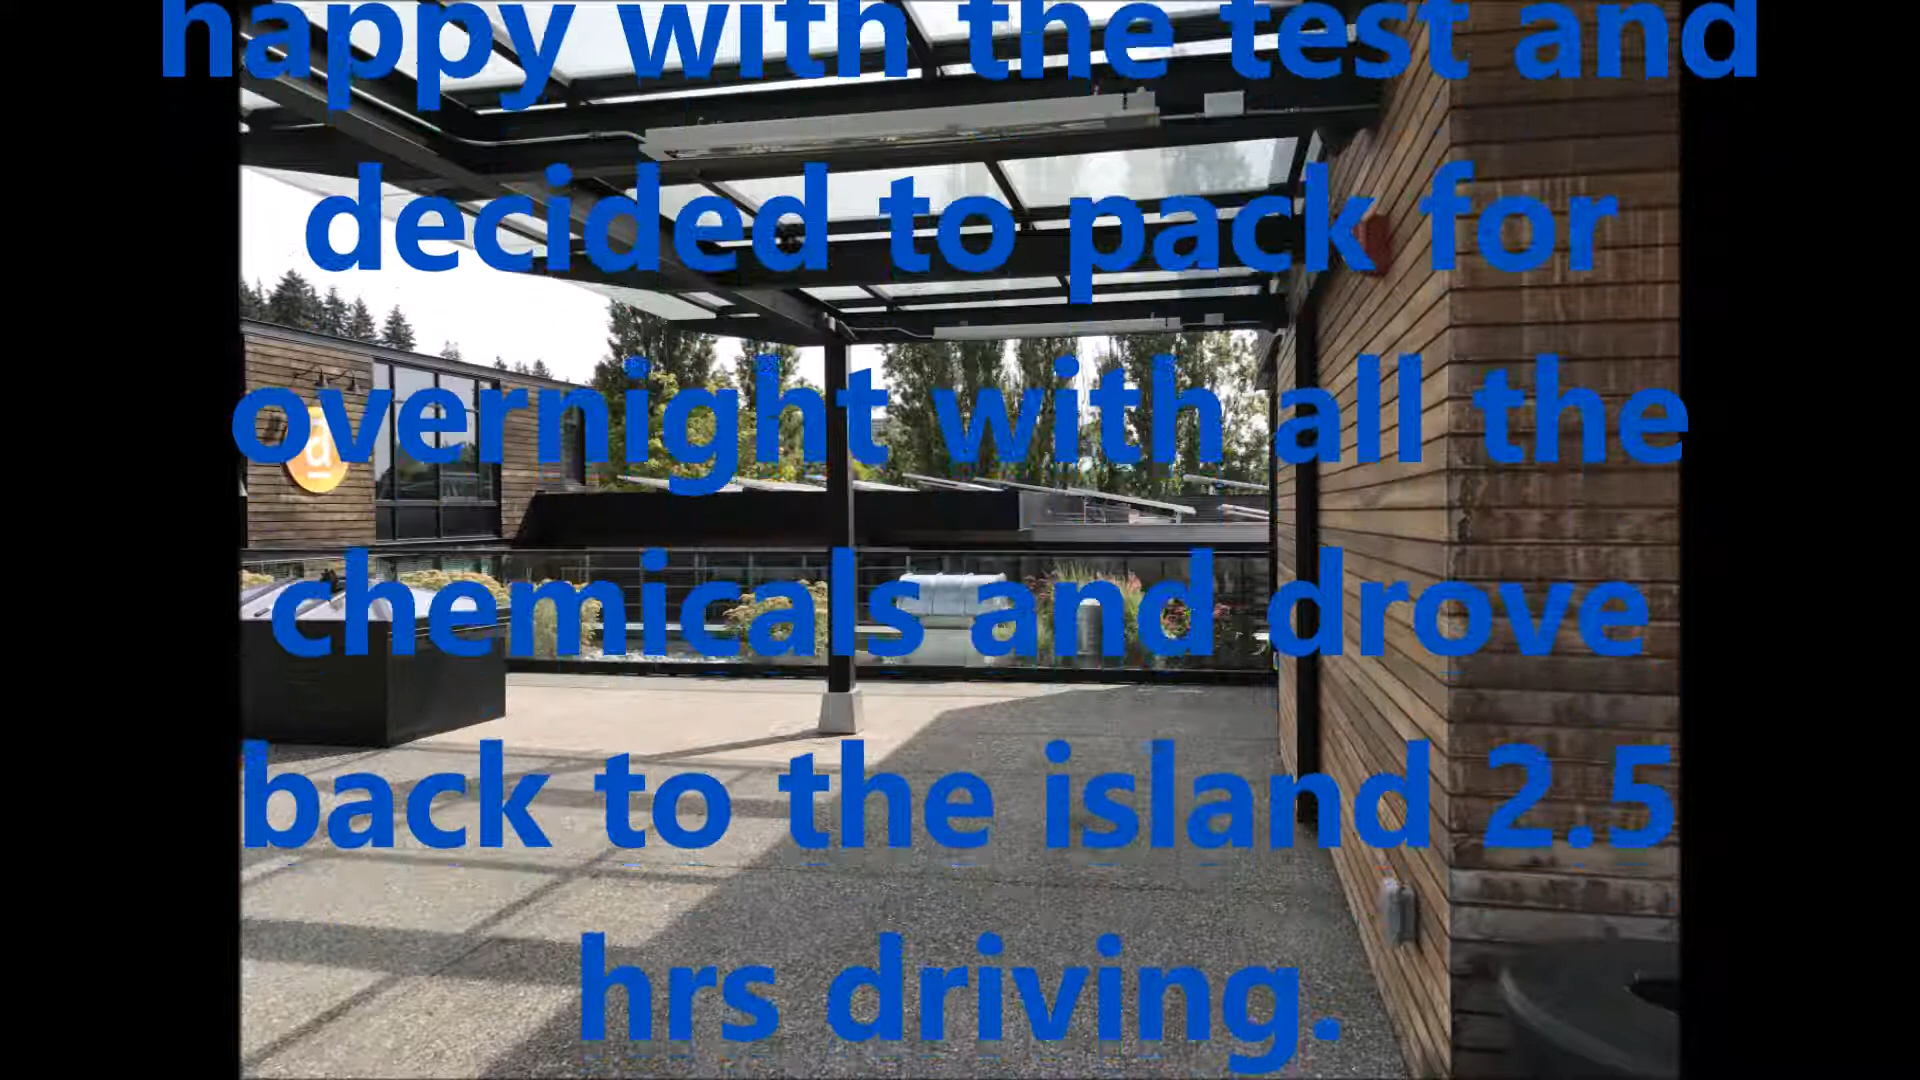 happy with the test and
decided to pack for
overnight with all the
chemicals and drove
back to the island 2.5
hrs driving.
a